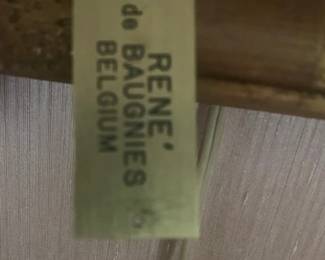 RENE'
de BAUGNIES
BELGIUM